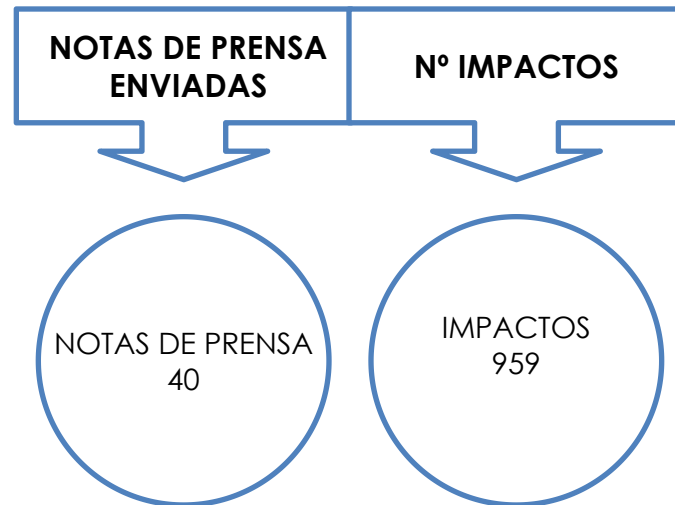 NOTAS DE PRENSA
ENVIADAS
Nº IMPACTOS
NOTAS DE PRENSA
40
IMPACTOS
959